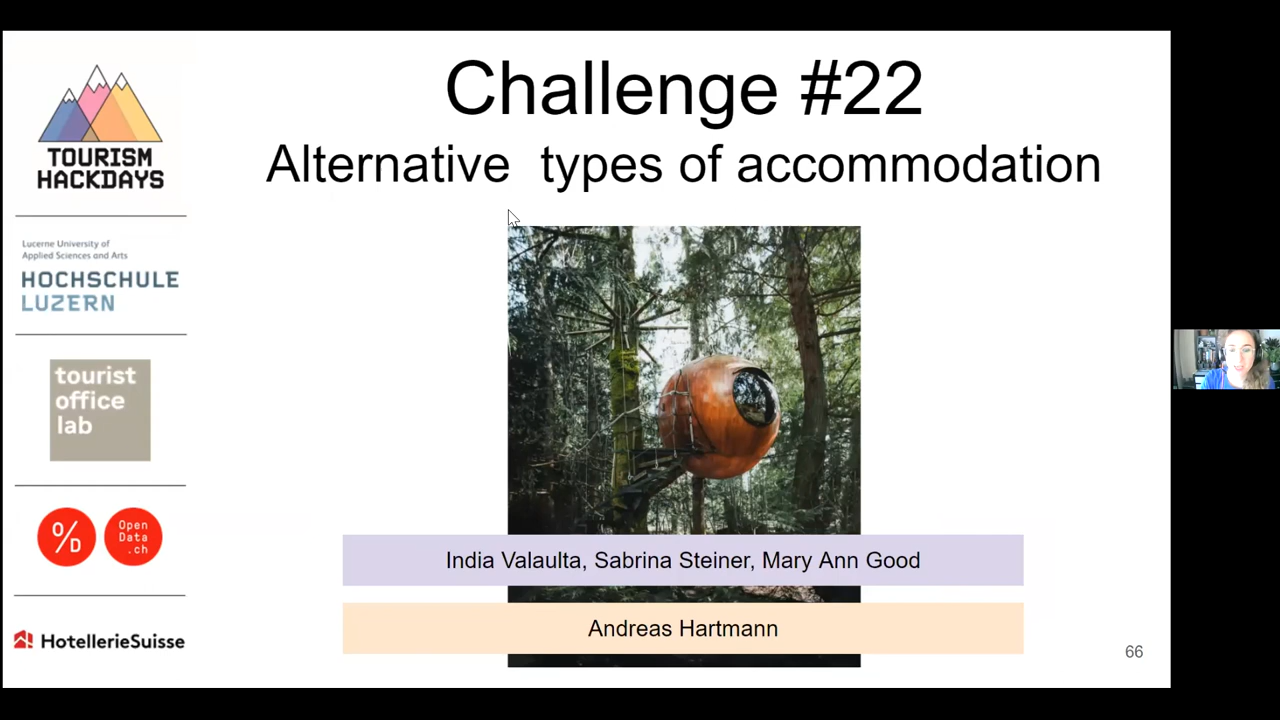 Challenge #22
Alternative types of accommodation
TOURISM
HACKDAYS
Lucerne University of
Applied Sciences and Arts
HOCHSCHULE
LUZERN
tourist
office
lab
%D
Open
Data
.ch
HotellerieSuisse
India Valaulta, Sabrina Steiner, Mary Ann Good
Andreas Hartmann
66